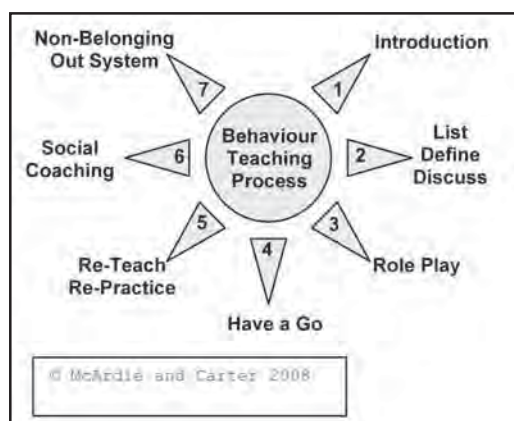 Behaviour
Teaching
Process
1
Introduction
2
List
Define
Discuss
3
Role Play
4
Have a Go
5
Re-Teach
Re-Practice
6
Social
Coaching
7
Non-Belonging
Out System
© McArdle and Carter 2008